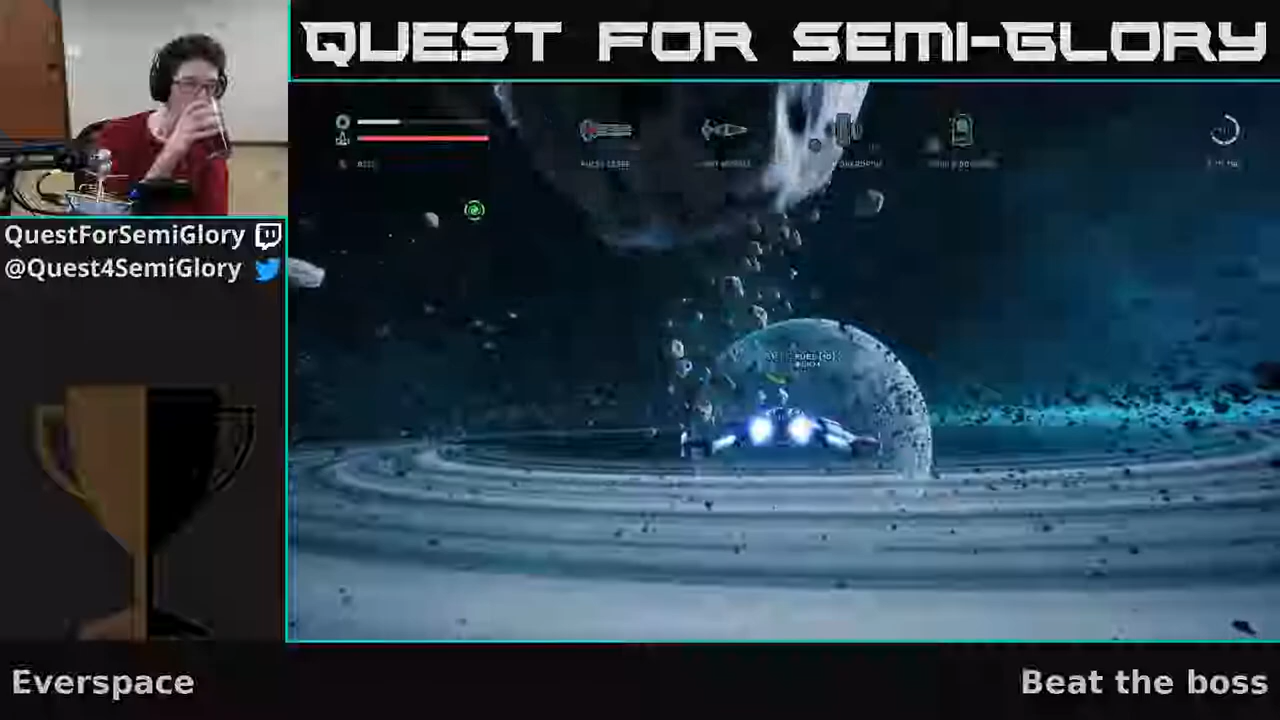 QUEST FOR SEMI-GLORY
QuestForSemiGlory
@Quest4SemiGlory
Everspace
Beat the boss